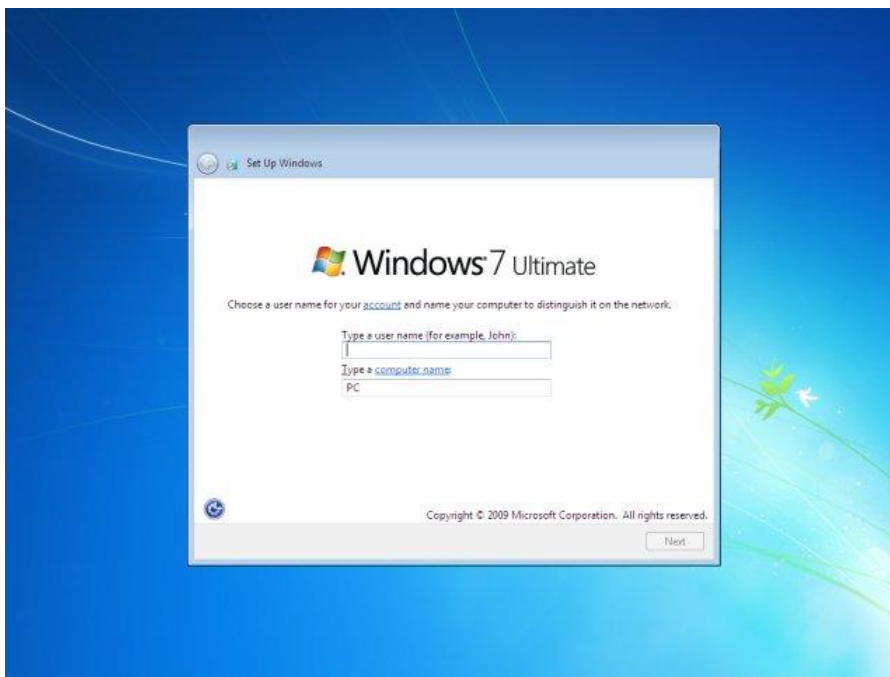 Set Up Windows
Windows 7 Ultimate
Choose a user name for your account and name your computer to distinguish it on the network.
Type a user name (for example, John):
Type a computer name:
PC
Copyright © 2009 Microsoft Corporation. All rights reserved.
Next